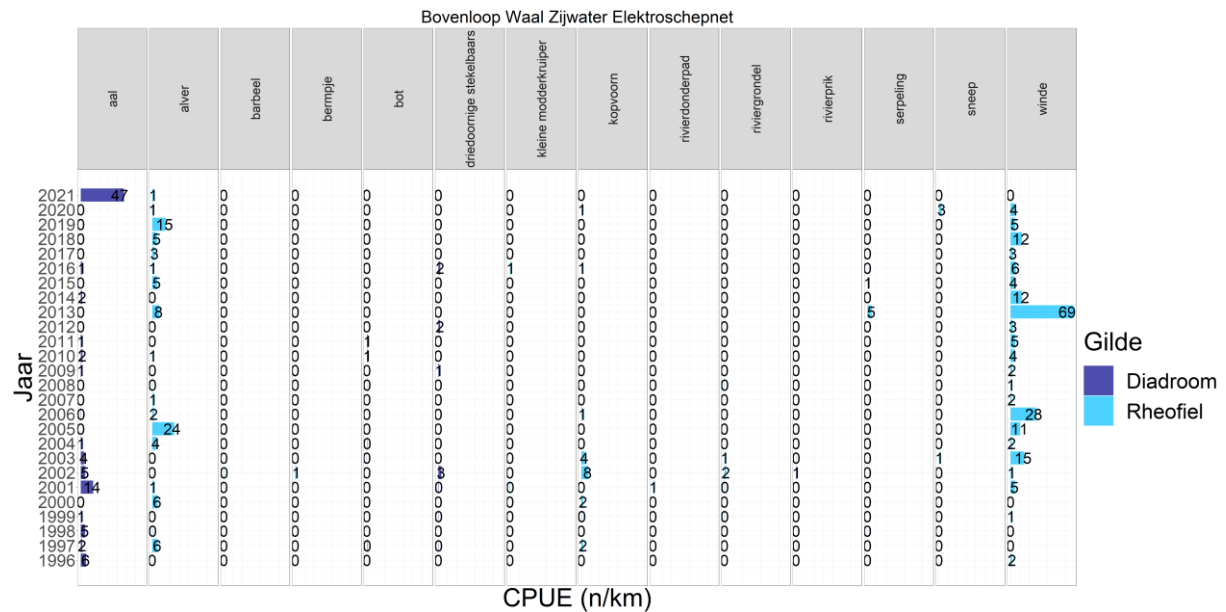 Bovenloop Waal Zijwater Elektroschepnet
aal
alver
barbeel
bermpje
bot
driedoornige stekelbaars
kleine modderkruiper
kopvoorn
rivierdonderpad
riviergrondel
rivierprik
serpeling
sneep
winde
Jaar
2021 47 1 0 0 0 0 0 0 0 0 0 0 0 0
2020 0 1 0 0 0 0 0 1 0 0 0 0 3 4
2019 0 15 0 0 0 0 0 0 0 0 0 0 0 5
2018 0 5 0 0 0 0 0 0 0 0 0 0 0 12
2017 0 3 0 0 0 0 0 0 0 0 0 0 0 3
2016 1 1 0 0 0 2 1 1 0 0 0 0 0 6
2015 0 5 0 0 0 0 0 0 0 0 0 1 0 4
2014 2 0 0 0 0 0 0 0 0 0 0 0 0 12
2013 0 8 0 0 0 0 0 0 0 0 0 5 0 69
2012 0 0 0 0 0 2 0 0 0 0 0 0 0 3
2011 1 0 0 0 1 0 0 0 0 0 0 0 0 5
2010 2 1 0 0 1 0 0 0 0 0 0 0 0 4
2009 1 0 0 0 0 1 0 0 0 0 0 0 0 2
2008 0 0 0 0 0 0 0 0 0 0 0 0 0 1
2007 0 1 0 0 0 0 0 0 0 0 0 0 0 2
2006 0 2 0 0 0 0 0 1 0 0 0 0 0 28
2005 0 24 0 0 0 0 0 0 0 0 0 0 0 11
2004 1 4 0 0 0 0 0 0 0 0 0 0 0 2
2003 4 0 0 0 0 0 0 4 0 1 0 0 1 15
2002 5 0 0 1 0 3 0 8 0 2 1 0 0 1
2001 14 1 0 0 0 0 0 0 1 0 0 0 0 5
2000 0 6 0 0 0 0 0 2 0 0 0 0 0 0
1999 1 0 0 0 0 0 0 0 0 0 0 0 0 1
1998 5 0 0 0 0 0 0 0 0 0 0 0 0 0
1997 2 6 0 0 0 0 0 2 0 0 0 0 0 0
1996 6 0 0 0 0 0 0 0 0 0 0 0 0 2
CPUE (n/km)
Gilde
Diadroom
Rheofiel